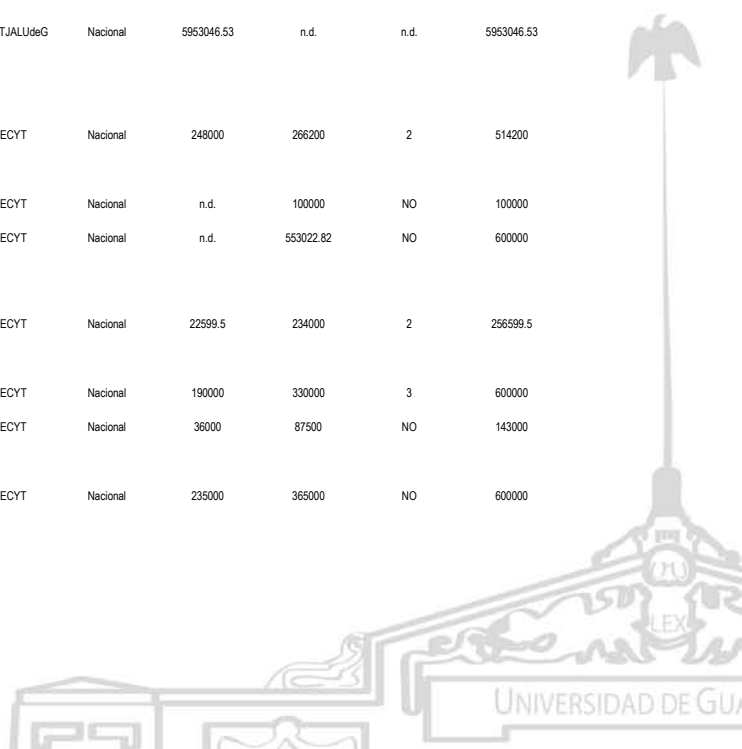 TJALUdeG Nacional 5953046.53 n.d. n.d. 5953046.53
ECYT Nacional 248000 266200 2 514200
ECYT Nacional n.d. 100000 NO 100000
ECYT Nacional n.d. 553022.82 NO 600000
ECYT Nacional 22599.5 234000 2 256599.5
ECYT Nacional 190000 330000 3 600000
ECYT Nacional 36000 87500 NO 143000
ECYT Nacional 235000 365000 NO 600000
LEX
UNIVERSIDAD DE GUA